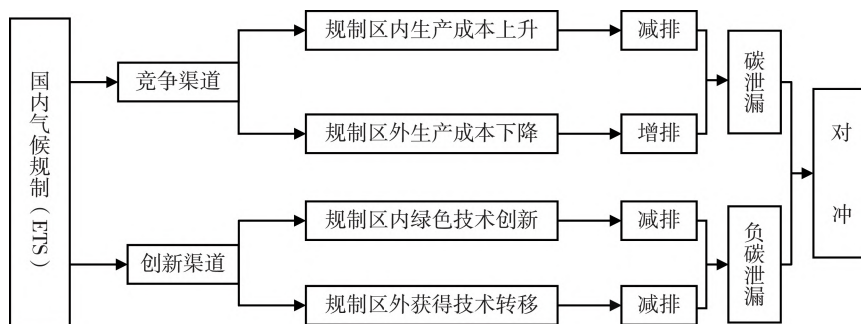 国内气候规制（ETS）
竞争渠道
规制区内生产成本上升
减排
规制区外生产成本下降
增排
碳泄漏
创新渠道
规制区内绿色技术创新
减排
规制区外获得技术转移
减排
负碳泄漏
对冲